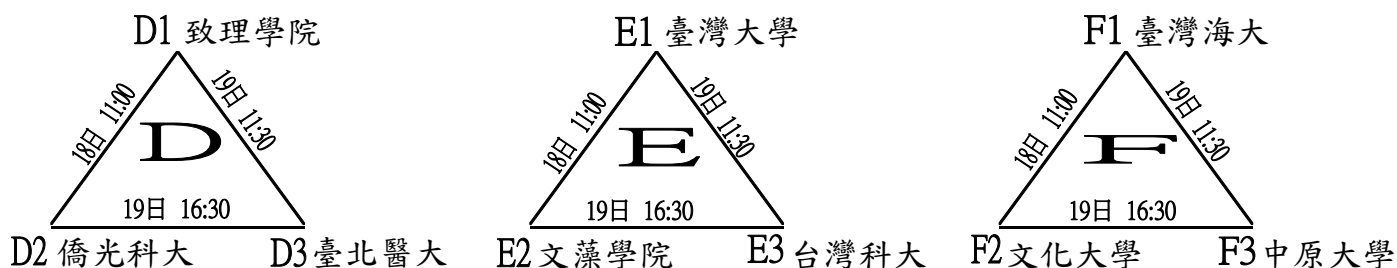 D1 致理學院
18日 11:00
19日 11:30
D
19日 16:30
D2 僑光科大
D3 臺北醫大
E1 臺灣大學
18日 11:00
19日 11:30
E
19日 16:30
E2 文藻學院
E3 台灣科大
F1 臺灣海大
18日 11:00
19日 11:30
F
19日 16:30
F2 文化大學
F3 中原大學